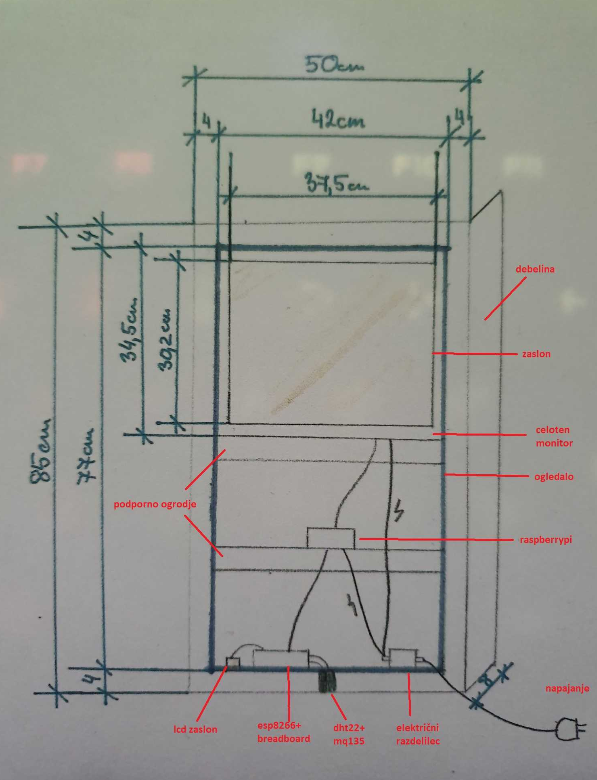 50cm
4
42cm
4
37,5cm
4
34,5cm
30,2cm
85cm
77cm
4
8
debelina
zaslon
celoten
monitor
ogledalo
podporno ogrodje
raspberrypi
napajanje
lcd zaslon
esp8266+
breadboard
dht22+
mq135
električni
razdelilec